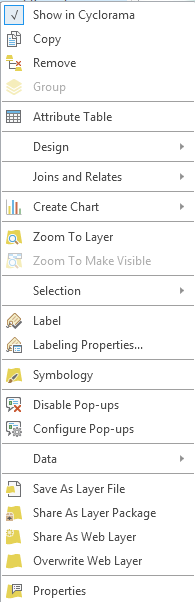 Show in Cyclorama
Copy
Remove
Group
Attribute Table
Design
Joins and Relates
Create Chart
Zoom To Layer
Zoom To Make Visible
Selection
Label
Labeling Properties...
Symbology
Disable Pop-ups
Configure Pop-ups
Data
Save As Layer File
Share As Layer Package
Share As Web Layer
Overwrite Web Layer
Properties